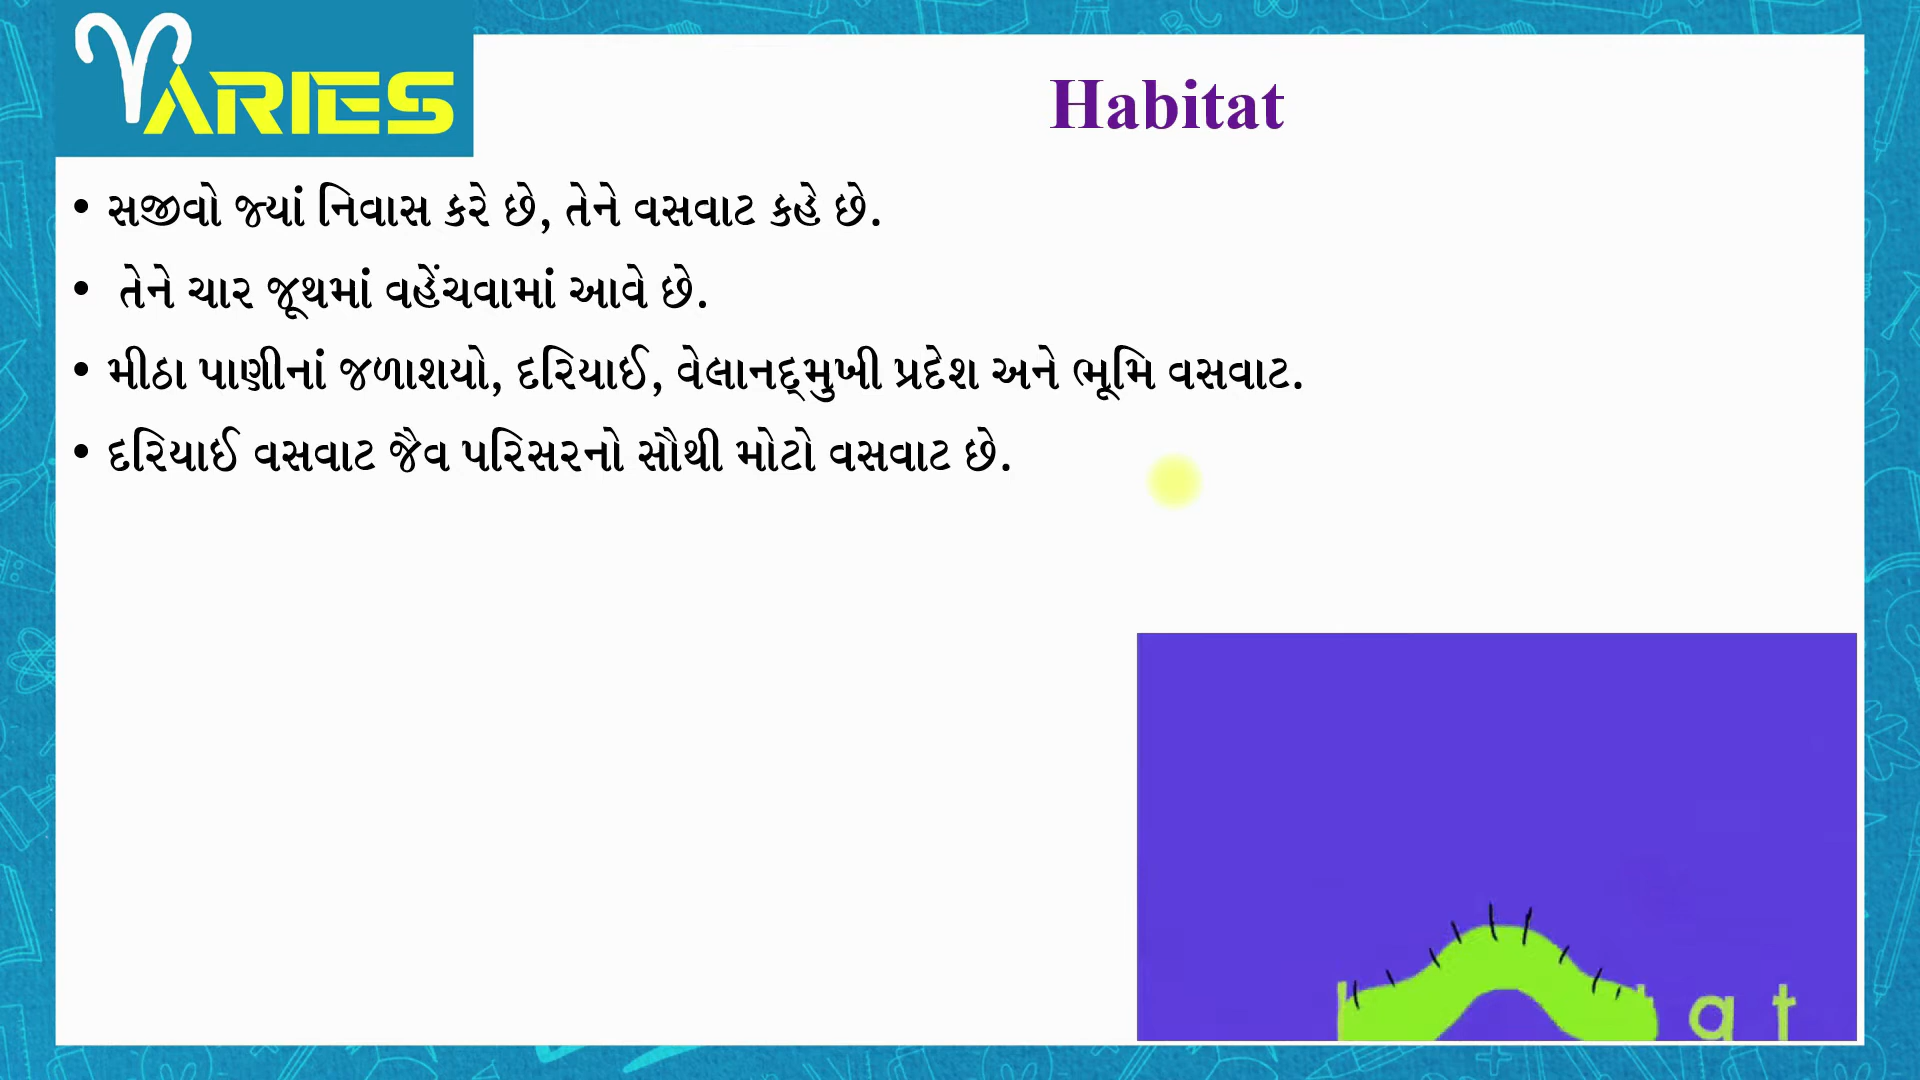 ARIES
Habitat
• સજીવો જ્યાં નિવાસ કરે છે, તેને વસવાટ કહે છે.
• તેને ચાર જૂથમાં વહેંચવામાં આવે છે.
• મીઠા પાણીનાં જળાશયો, દરિયાઈ, વેલાનદ્મુખી પ્રદેશ અને ભૂમિ વસવાટ.
• દરિયાઈ વસવાટ જૈવ પરિસરનો સૌથી મોટો વસવાટ છે.
a t